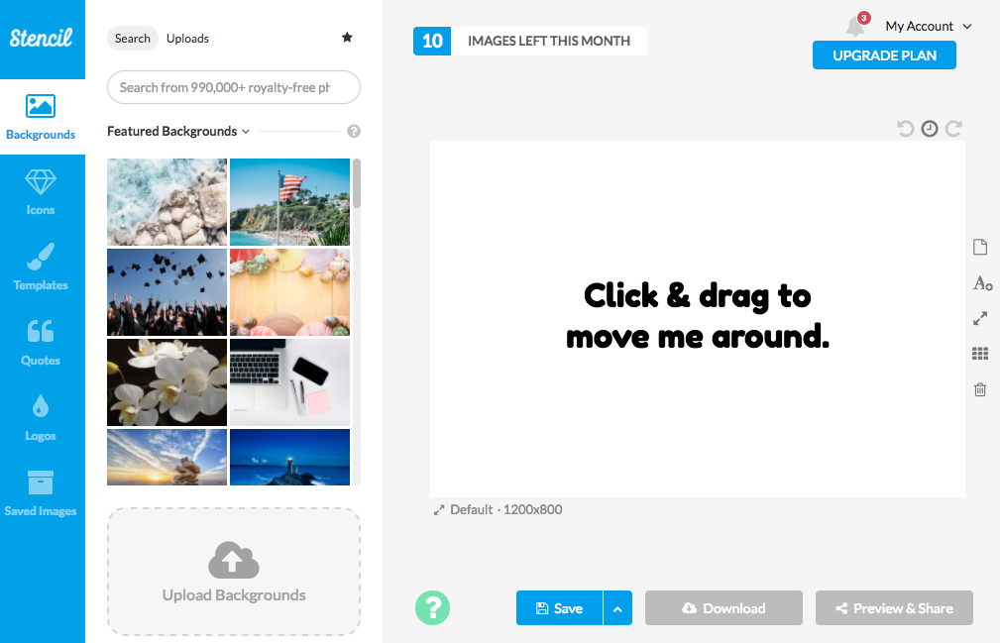 Stencil
Backgrounds
Icons
Templates
Quotes
Logos
Saved Images
Search
Uploads
Search from 990,000+ royalty-free ph
Featured Backgrounds
?
Upload Backgrounds
10 IMAGES LEFT THIS MONTH
3
My Account
UPGRADE PLAN
Click & drag to
move me around.
Default · 1200x800
?
Save
Download
Preview & Share